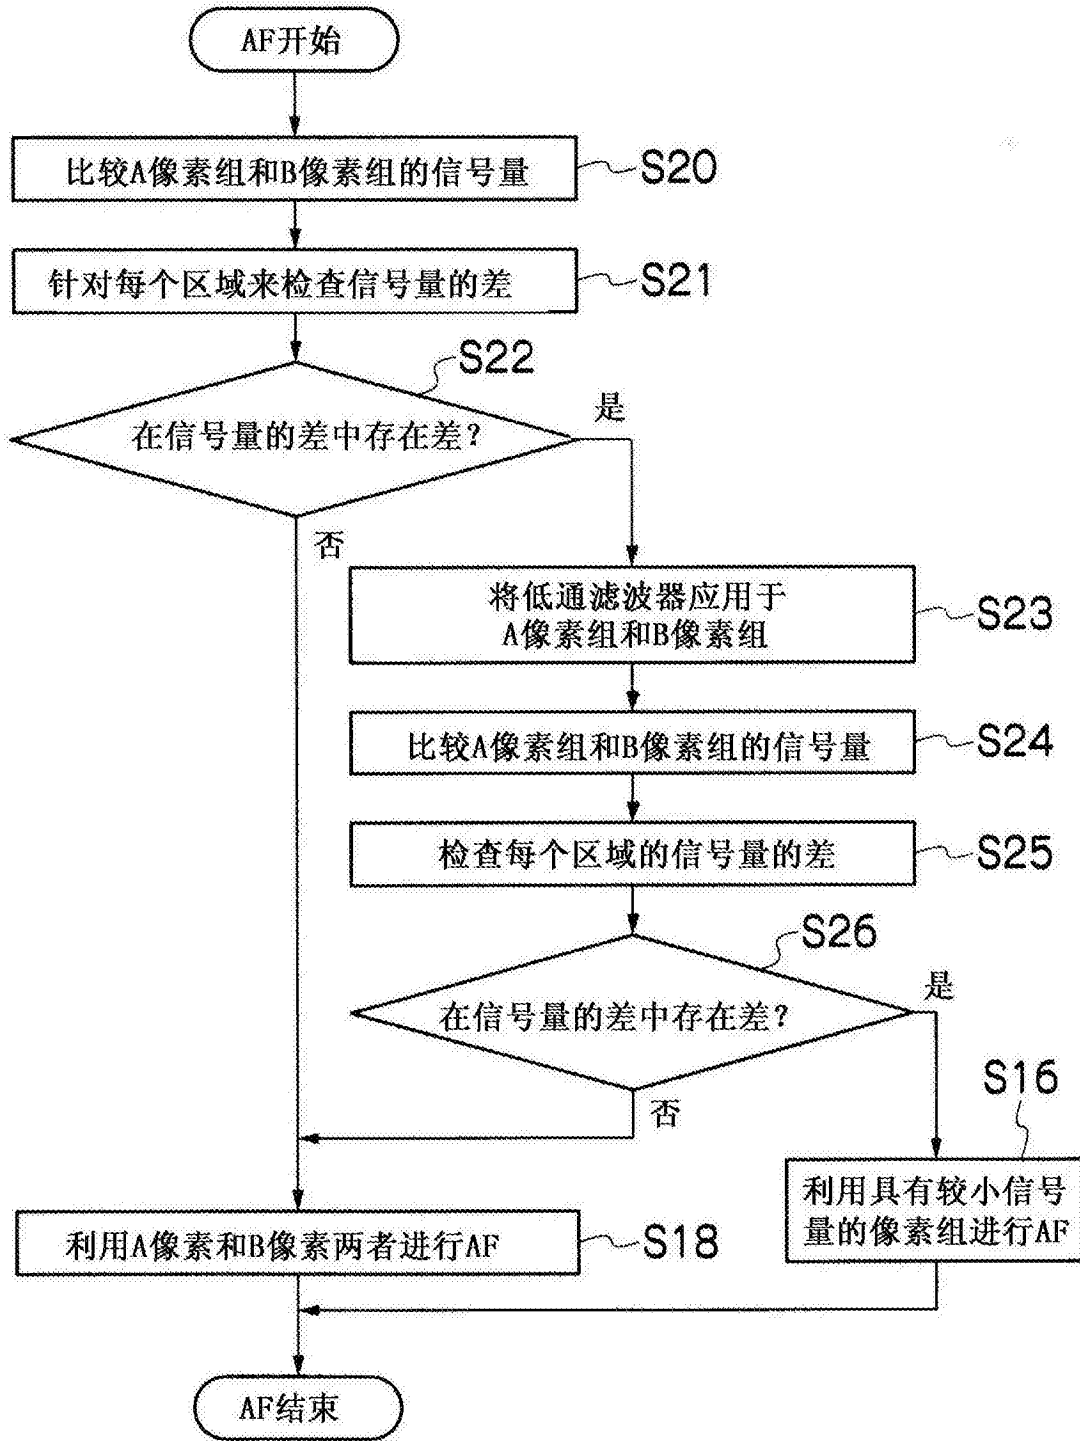 AF开始
比较A像素组和B像素组的信号量
S20
针对每个区域来检查信号量的差
S21
S22
在信号量的差中存在差?
是
否
将低通滤波器应用于
A像素组和B像素组
S23
比较A像素组和B像素组的信号量
S24
检查每个区域的信号量的差
S25
S26
在信号量的差中存在差?
是
否
S16
利用具有较小信号
量的像素组进行AF
利用A像素和B像素两者进行AF
S18
AF结束